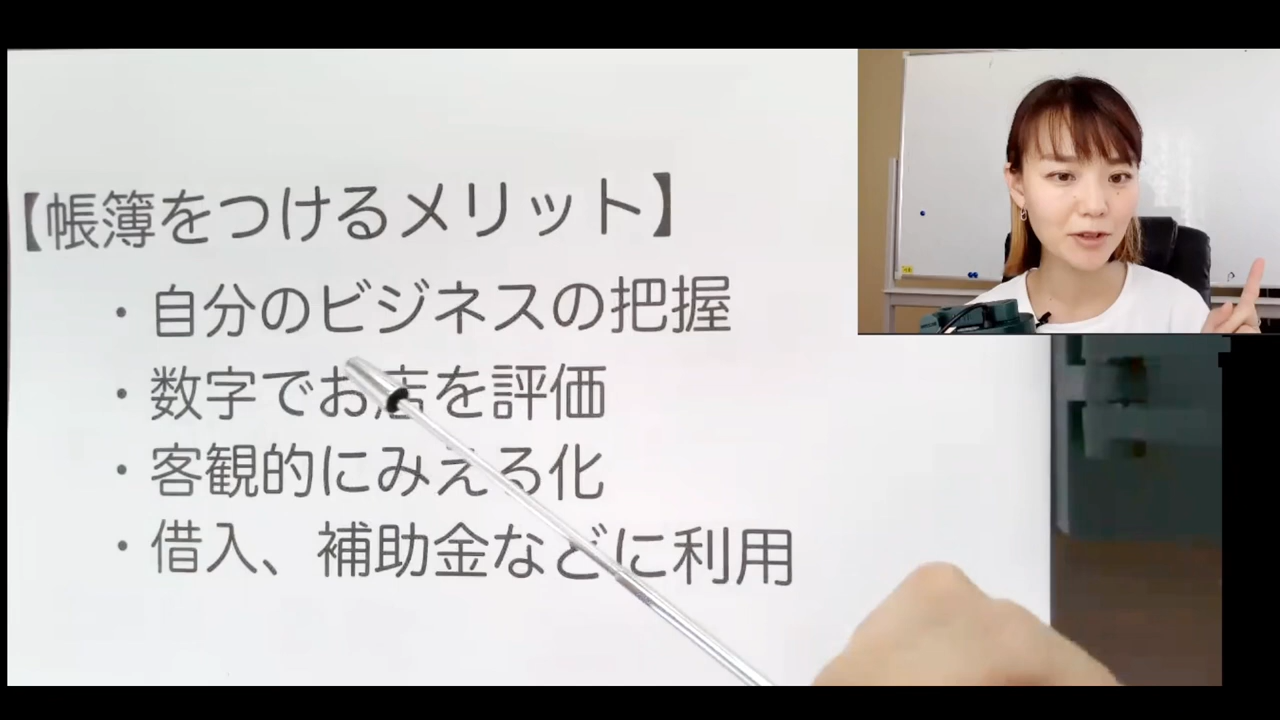 【帳簿をつけるメリット】
・自分のビジネスの把握
・数字でお店を評価
・客観的にみえる化
・借入、補助金などに利用